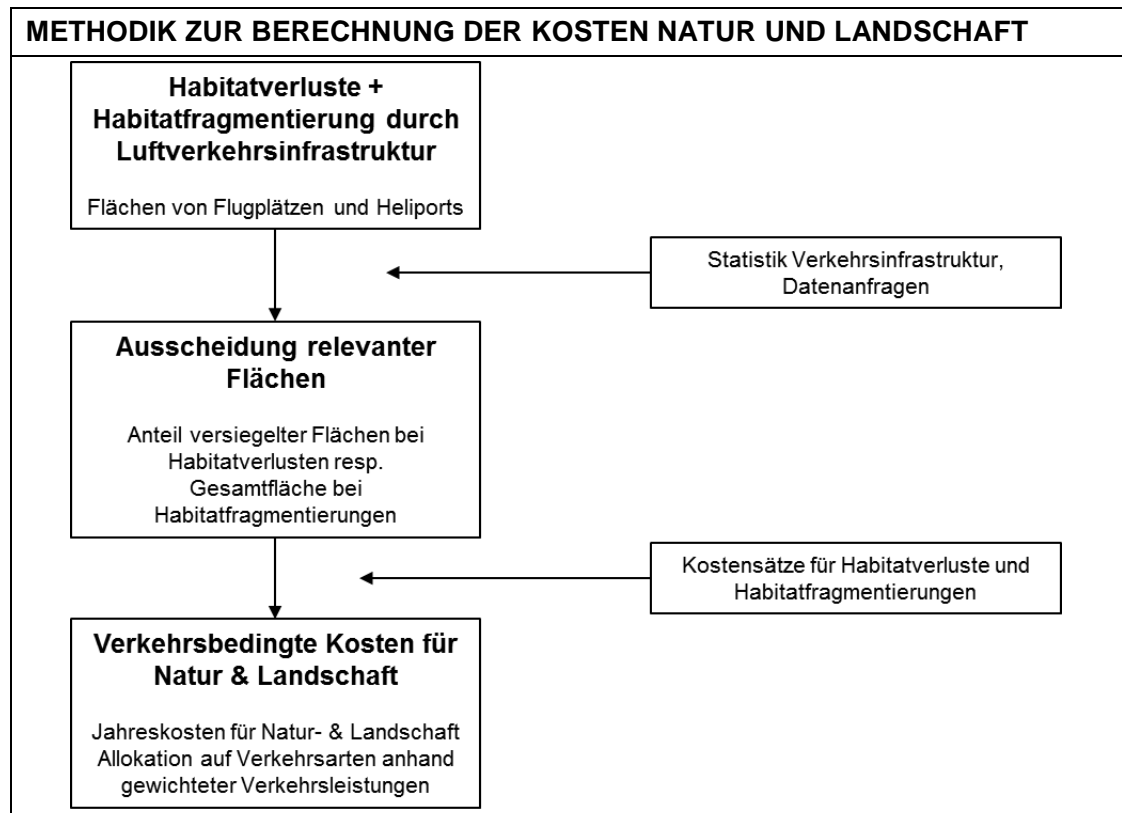 METHODIK ZUR BERECHNUNG DER KOSTEN NATUR UND LANDSCHAFT
Habitatverluste +
Habitatfragmentierung durch
Luftverkehrsinfrastruktur
Flächen von Flugplätzen und Heliports
Statistik Verkehrsinfrastruktur,
Datenanfragen
Ausscheidung relevanter
Flächen
Anteil versiegelter Flächen bei
Habitatverlusten resp.
Gesamtfläche bei
Habitatfragmentierungen
Kostensätze für Habitatverluste und
Habitatfragmentierungen
Verkehrsbedingte Kosten für
Natur & Landschaft
Jahreskosten für Natur- & Landschaft
Allokation auf Verkehrsarten anhand
gewichteter Verkehrsleistungen